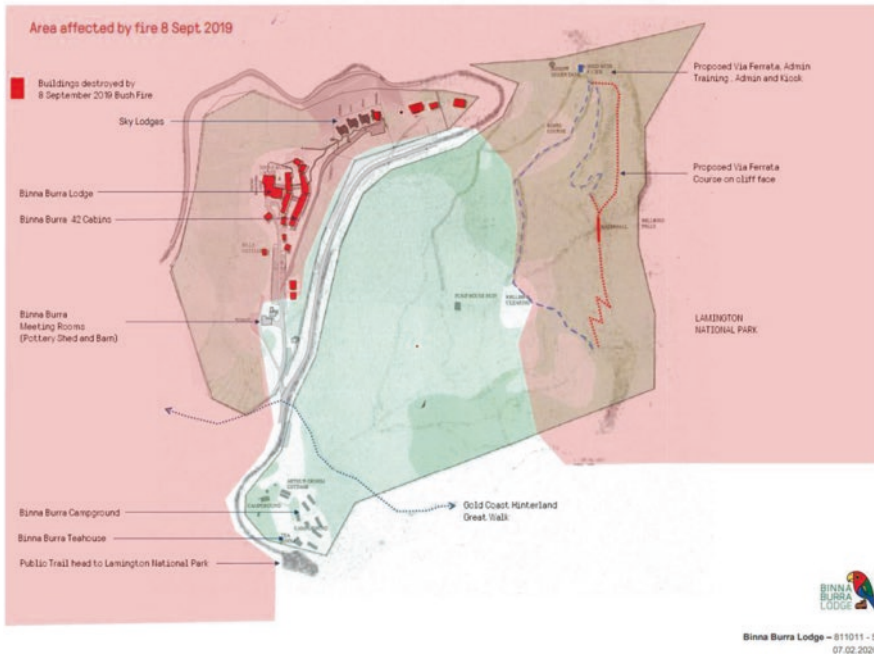 Area affected by fire 8 Sept 2019
Buildings destroyed by
8 September 2019 Bush Fire
Sky Lodges
Binna Burra Lodge
Binna Burra 42 Cabins
Binna Burra
Meeting Rooms
(Pottery Shed and Barn)
Binna Burra Campground
Binna Burra Teahouse
Public Trail head to Lamington National Park
Proposed Via Ferrata, Admin
Training , Admin and Kiosk
Proposed Via Ferrata
Course on cliff face
LAMINGTON
NATIONAL PARK
Gold Coast Hinterland
Great Walk
BINNA
BURRA
LODGE
Binna Burra Lodge – 811011 - S